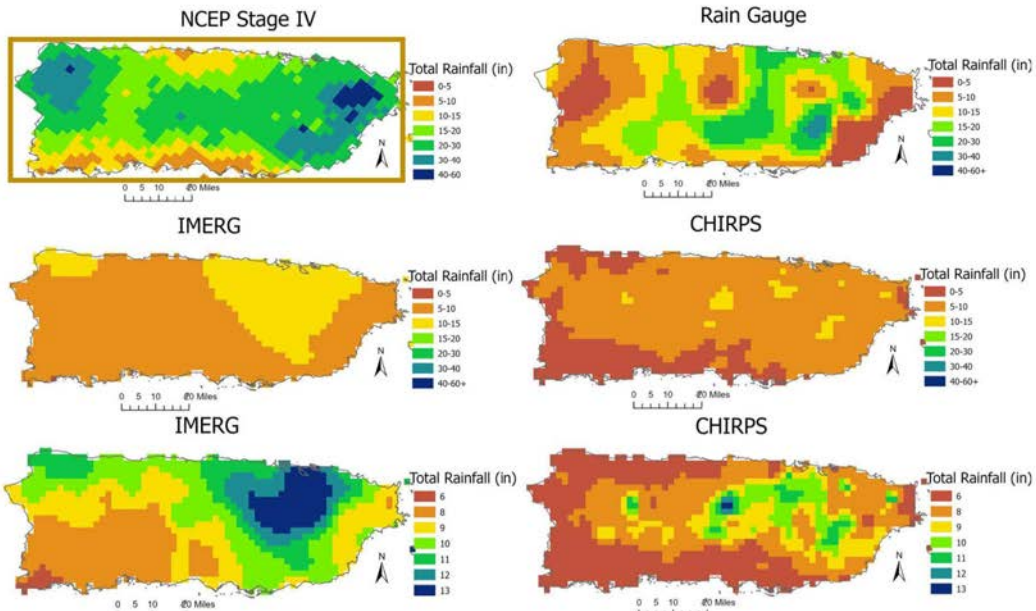 NCEP Stage IV
Total Rainfall (in)
0-5
5-10
10-15
15-20
20-30
30-40
40-60
N
0 5 10 20 Miles
Rain Gauge
Total Rainfall (in)
0-5
5-10
10-15
15-20
20-30
30-40
40-60+
N
0 5 10 20 Miles
IMERG
Total Rainfall (in)
0-5
5-10
10-15
15-20
20-30
30-40
40-60+
N
0 5 10 20 Miles
CHIRPS
Total Rainfall (in)
0-5
5-10
10-15
15-20
20-30
30-40
40-60+
N
0 5 10 20 Miles
IMERG
Total Rainfall (in)
6
8
9
10
11
12
13
N
0 5 10 20 Miles
CHIRPS
Total Rainfall (in)
6
8
9
10
11
12
13
N
0 5 10 20 Miles